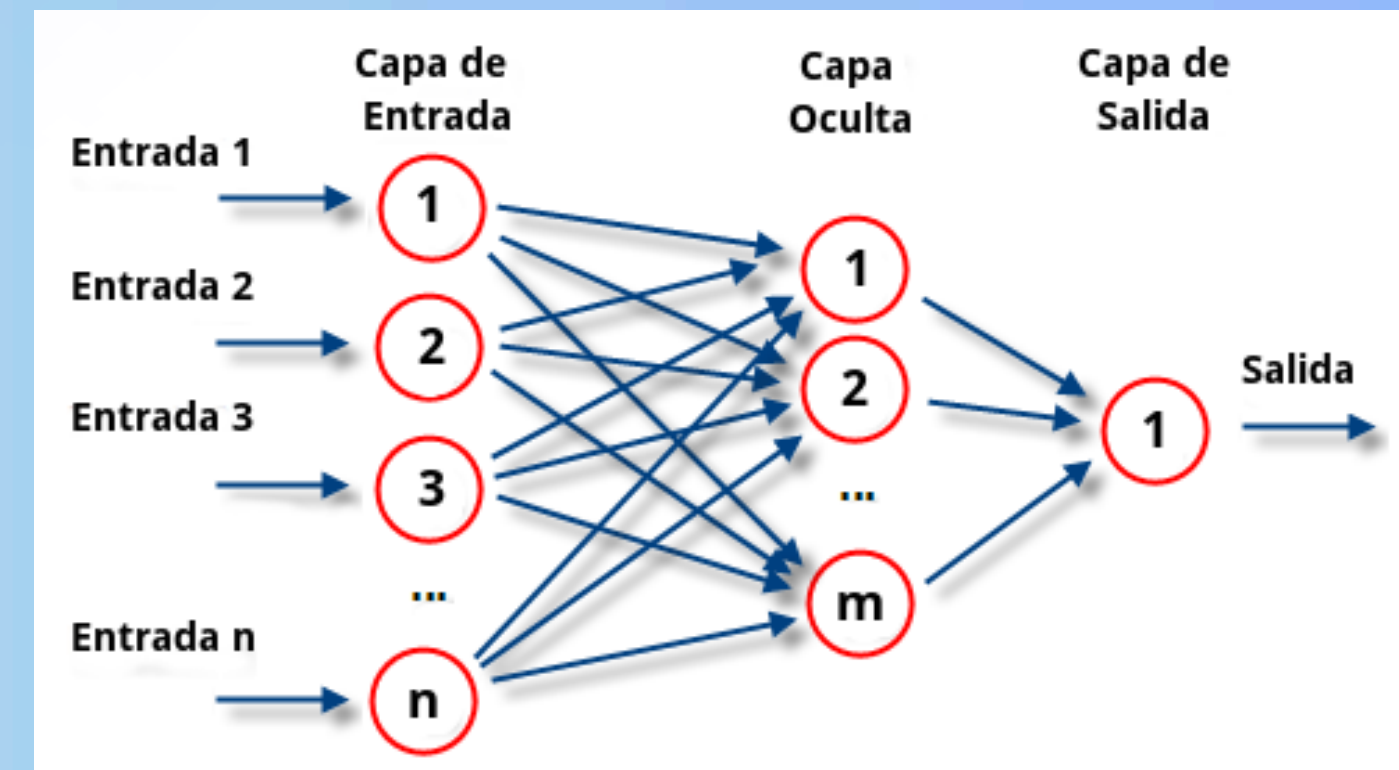 Capa de
Entrada
Capa
Oculta
Capa de
Salida
Entrada 1
1
Entrada 2
2
Entrada 3
3
...
Entrada n
n
1
2
...
m
1
Salida